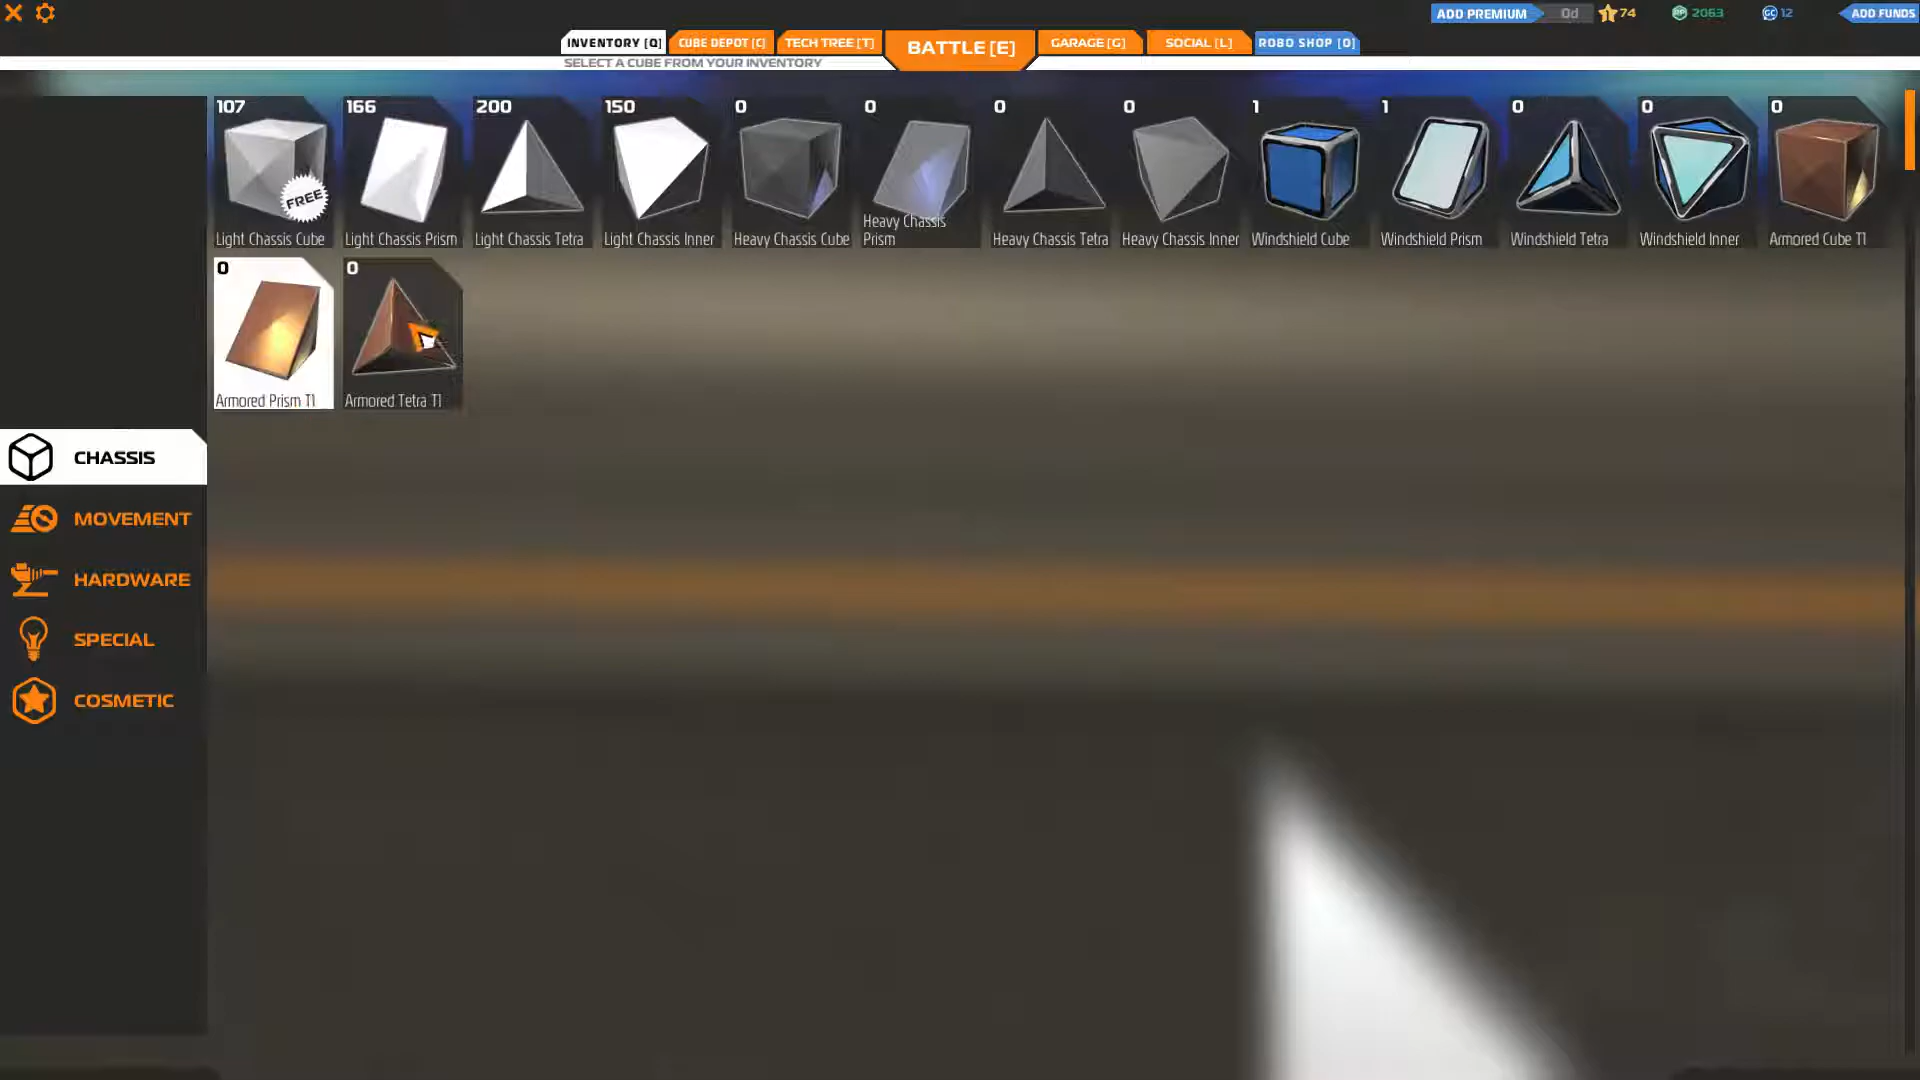 ADD PREMIUM 0d 74 2063 GC 12 ADD FUNDS
INVENTORY [Q] CUBE DEPOT [C] TECH TREE [T] BATTLE [E] GARAGE [G] SOCIAL [L] ROBO SHOP [O]
SELECT A CUBE FROM YOUR INVENTORY
107 166 200 150 0 0 0 0 1 1 0 0 0
FREE
Light Chassis Cube Light Chassis Prism Light Chassis Tetra Light Chassis Inner Heavy Chassis Cube Heavy Chassis Prism Heavy Chassis Tetra Heavy Chassis Inner Windshield Cube Windshield Prism Windshield Tetra Windshield Inner Armored Cube T1
0 0
Armored Prism T1 Armored Tetra T1
CHASSIS
MOVEMENT
HARDWARE
SPECIAL
COSMETIC